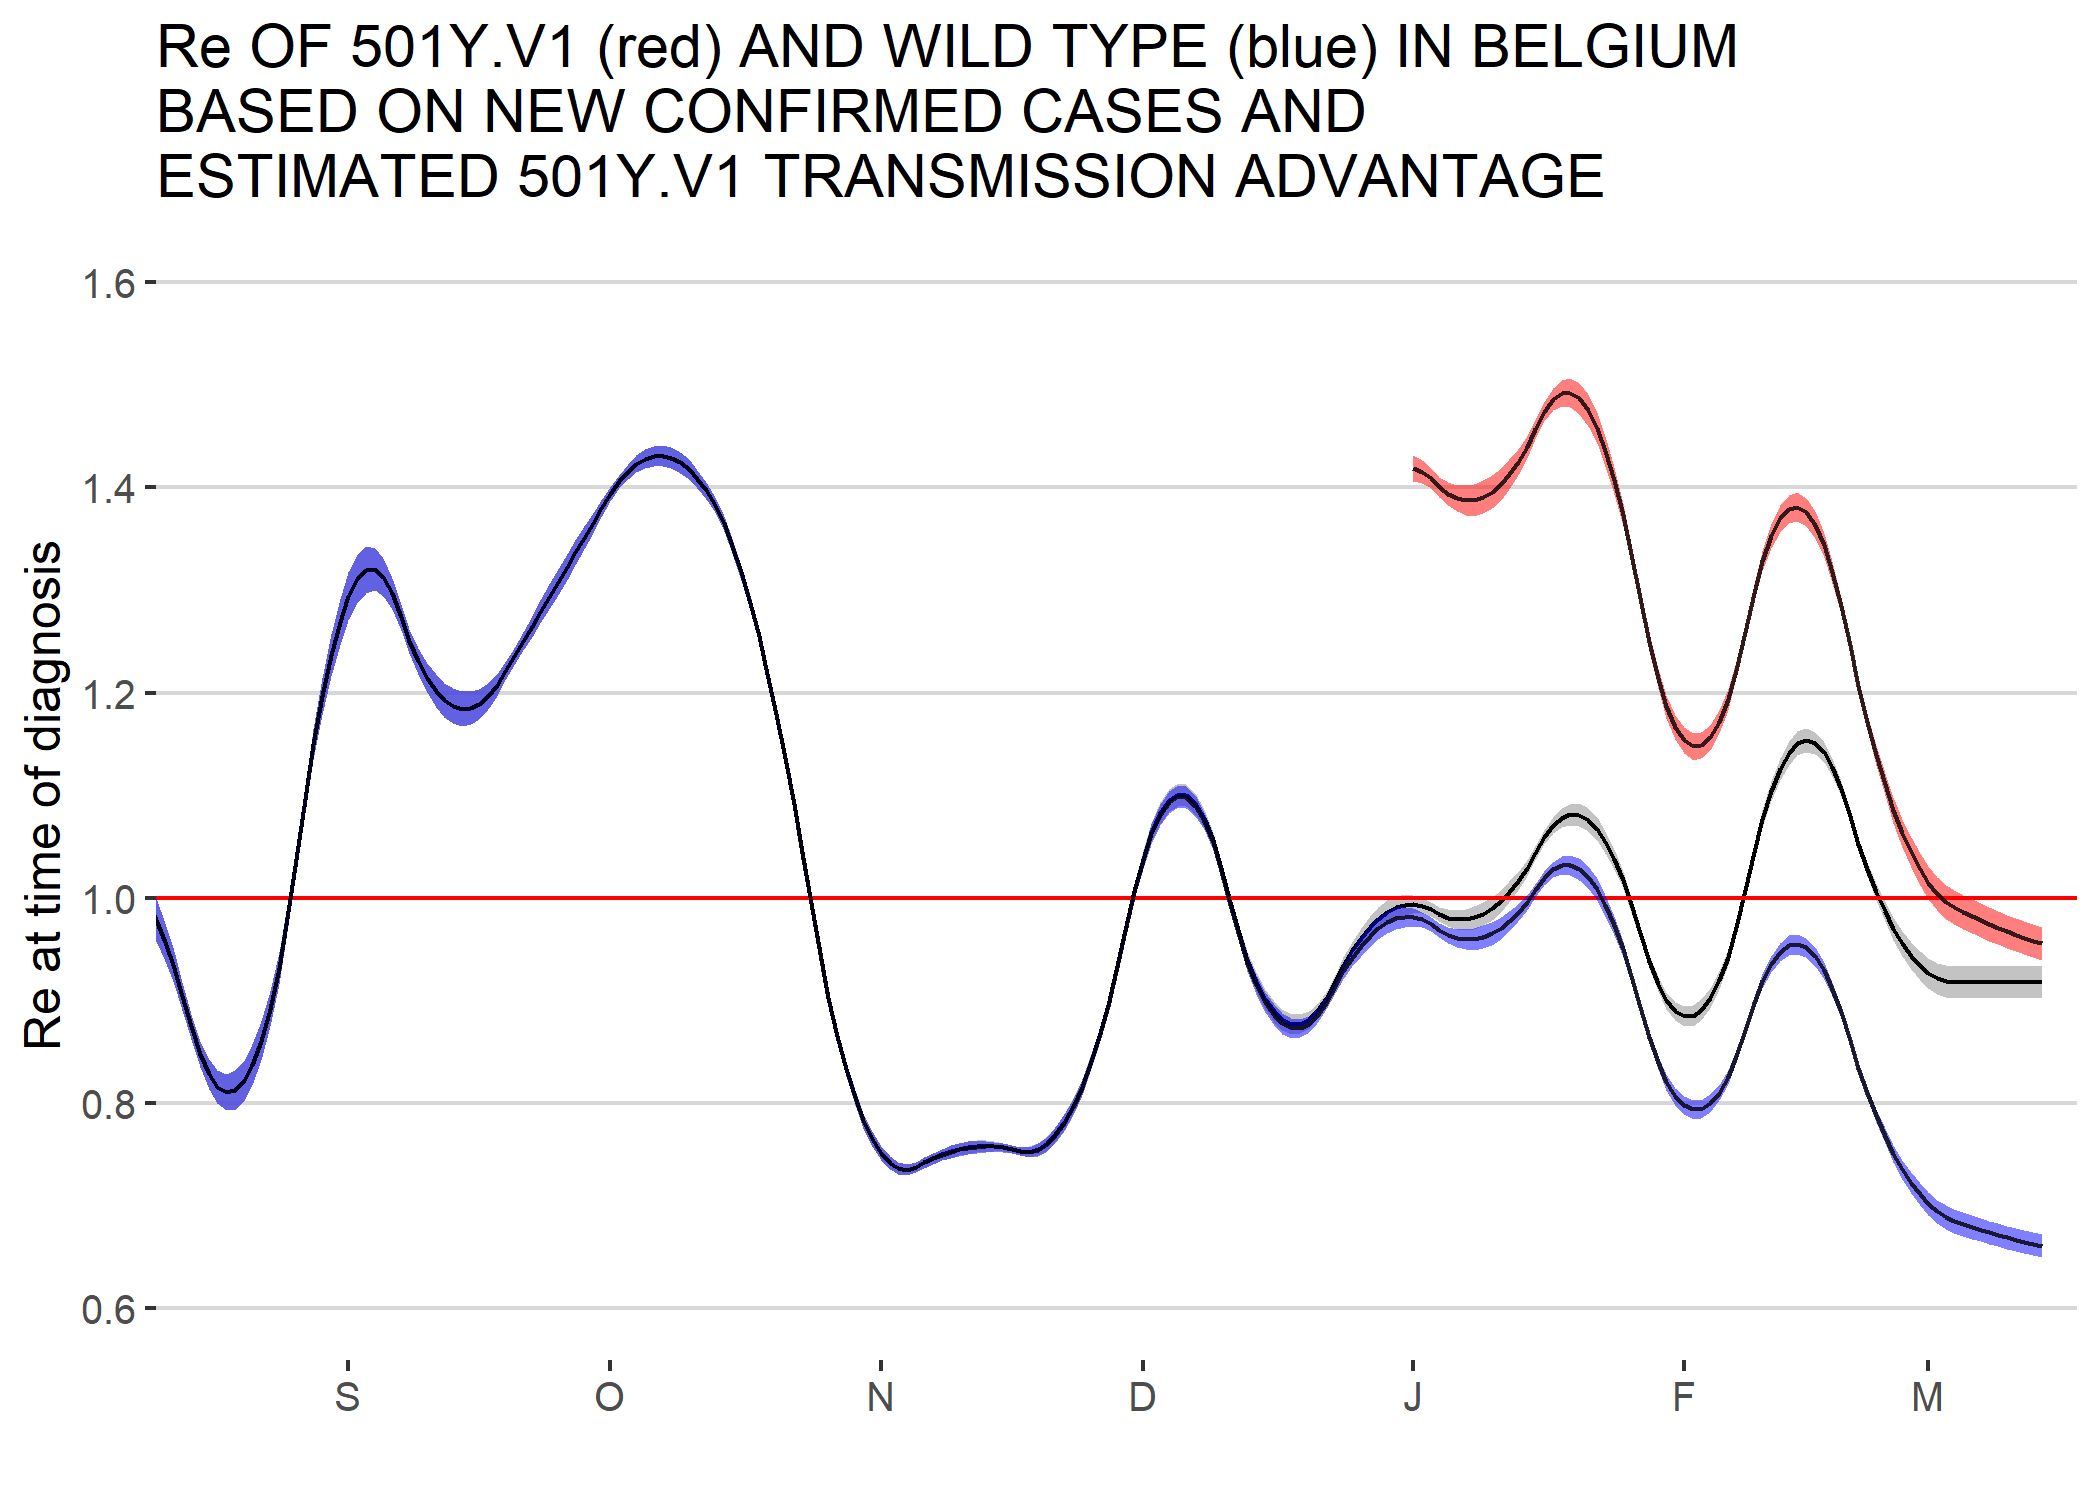 Re OF 501Y.V1 (red) AND WILD TYPE (blue) IN BELGIUM
BASED ON NEW CONFIRMED CASES AND
ESTIMATED 501Y.V1 TRANSMISSION ADVANTAGE
Re at time of diagnosis
1.6
1.4
1.2
1.0
0.8
0.6
S O N D J F M